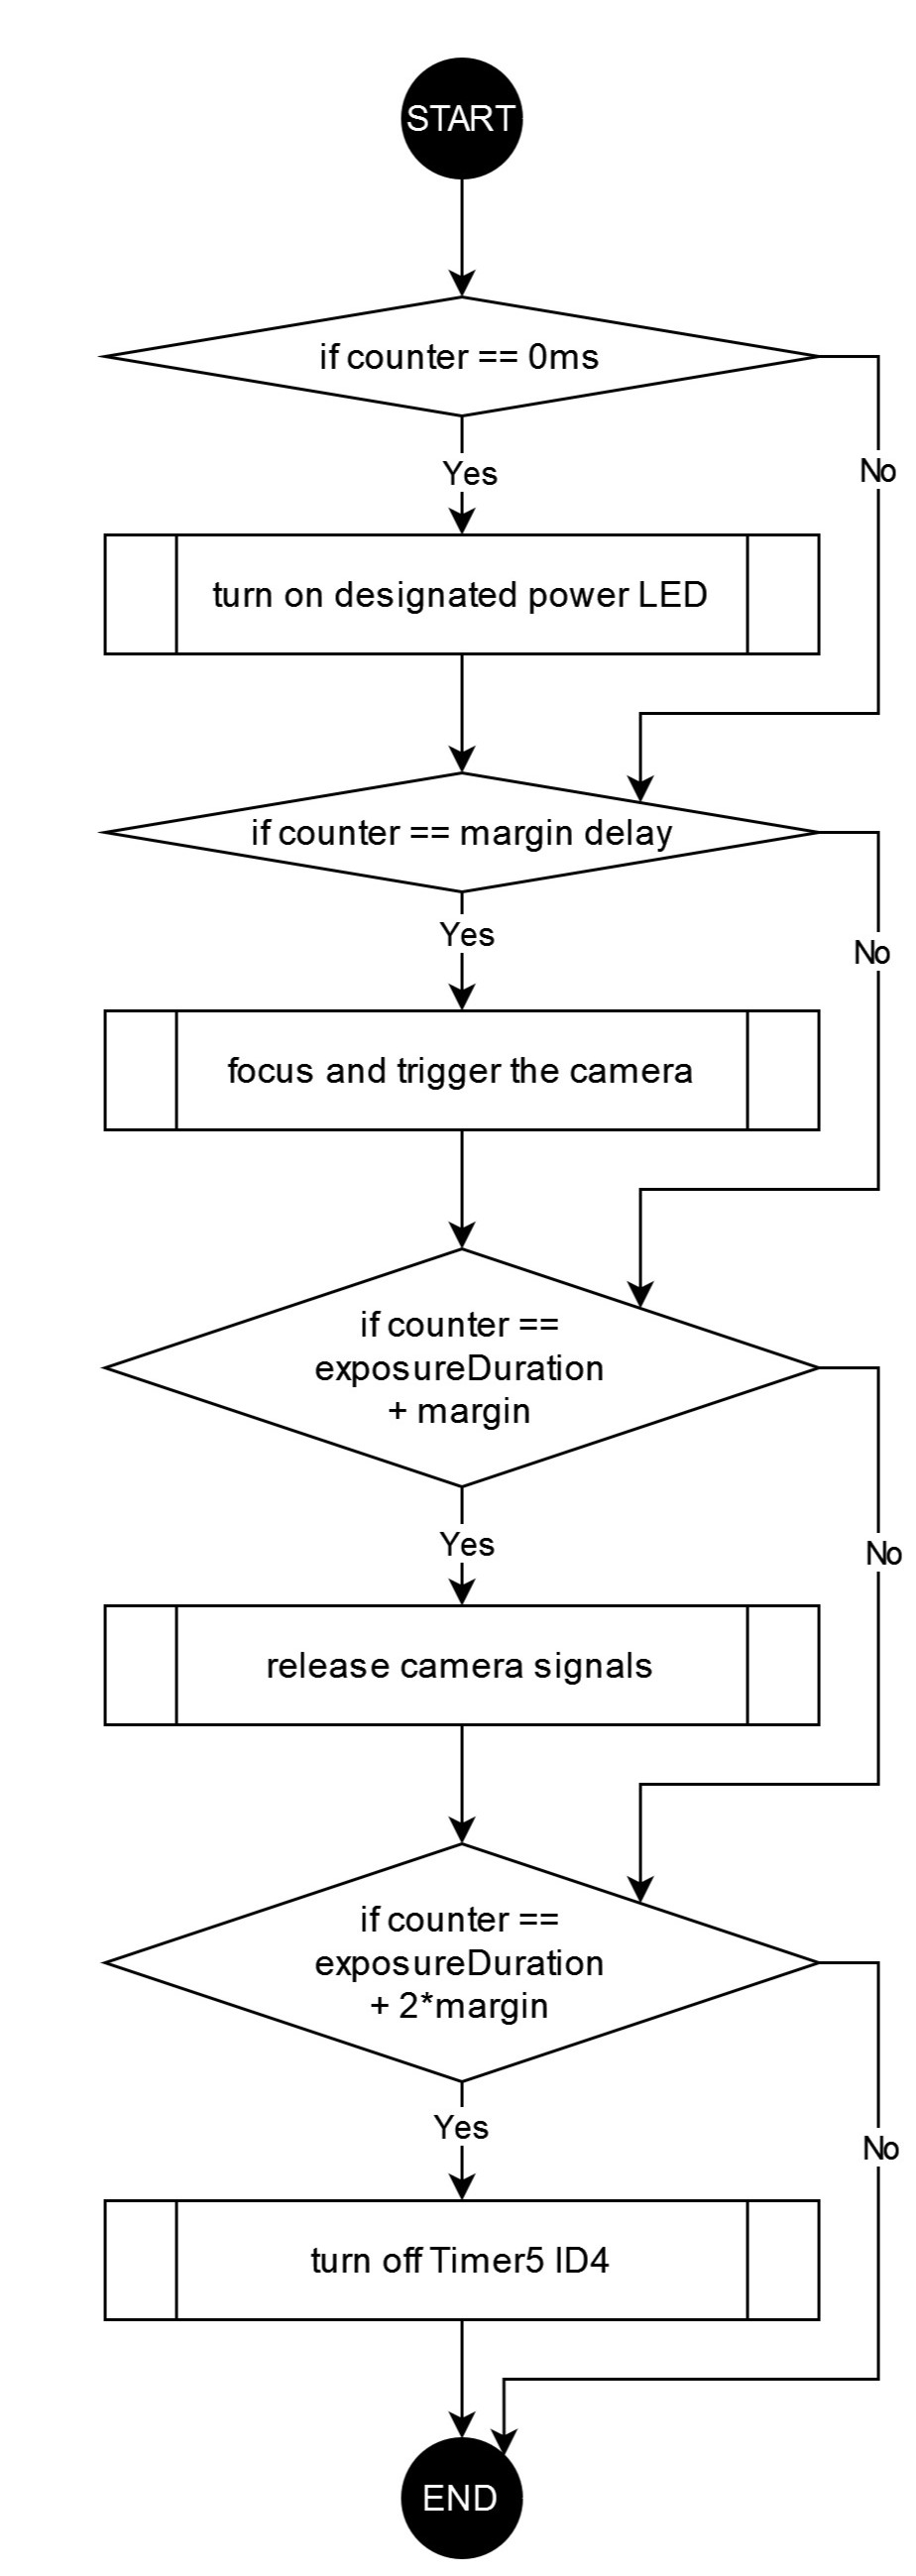 START
if counter == 0ms
Yes
No
turn on designated power LED
if counter == margin delay
Yes
No
focus and trigger the camera
if counter ==
exposureDuration
+ margin
Yes
No
release camera signals
if counter ==
exposureDuration
+ 2*margin
Yes
No
turn off Timer5 ID4
END